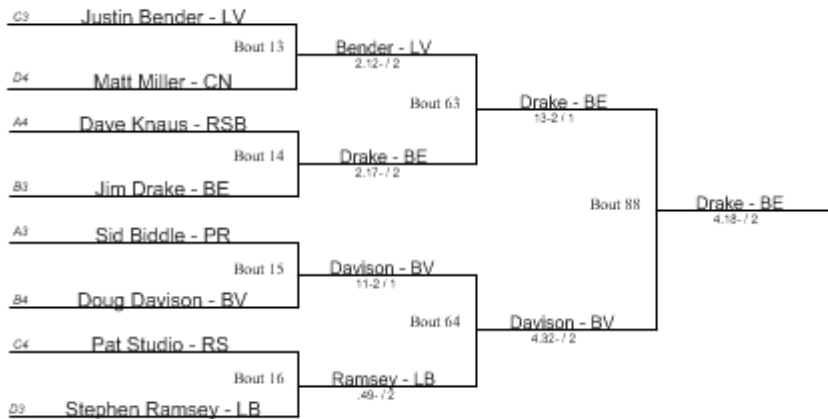 C3 Justin Bender - LV
Bout 13
D4 Matt Miller - CN
Bender - LV
2.12- / 2
A4 Dave Knaus - RSB
Bout 14
B3 Jim Drake - BE
Drake - BE
2.17- / 2
Bout 63
Drake - BE
13-2 / 1
A3 Sid Biddle - PR
Bout 15
B4 Doug Davison - BV
Davison - BV
11-2 / 1
C4 Pat Studio - RS
Bout 16
D3 Stephen Ramsey - LB
Ramsey - LB
.49- / 2
Bout 64
Davison - BV
4.32- / 2
Bout 88
Drake - BE
4.18- / 2